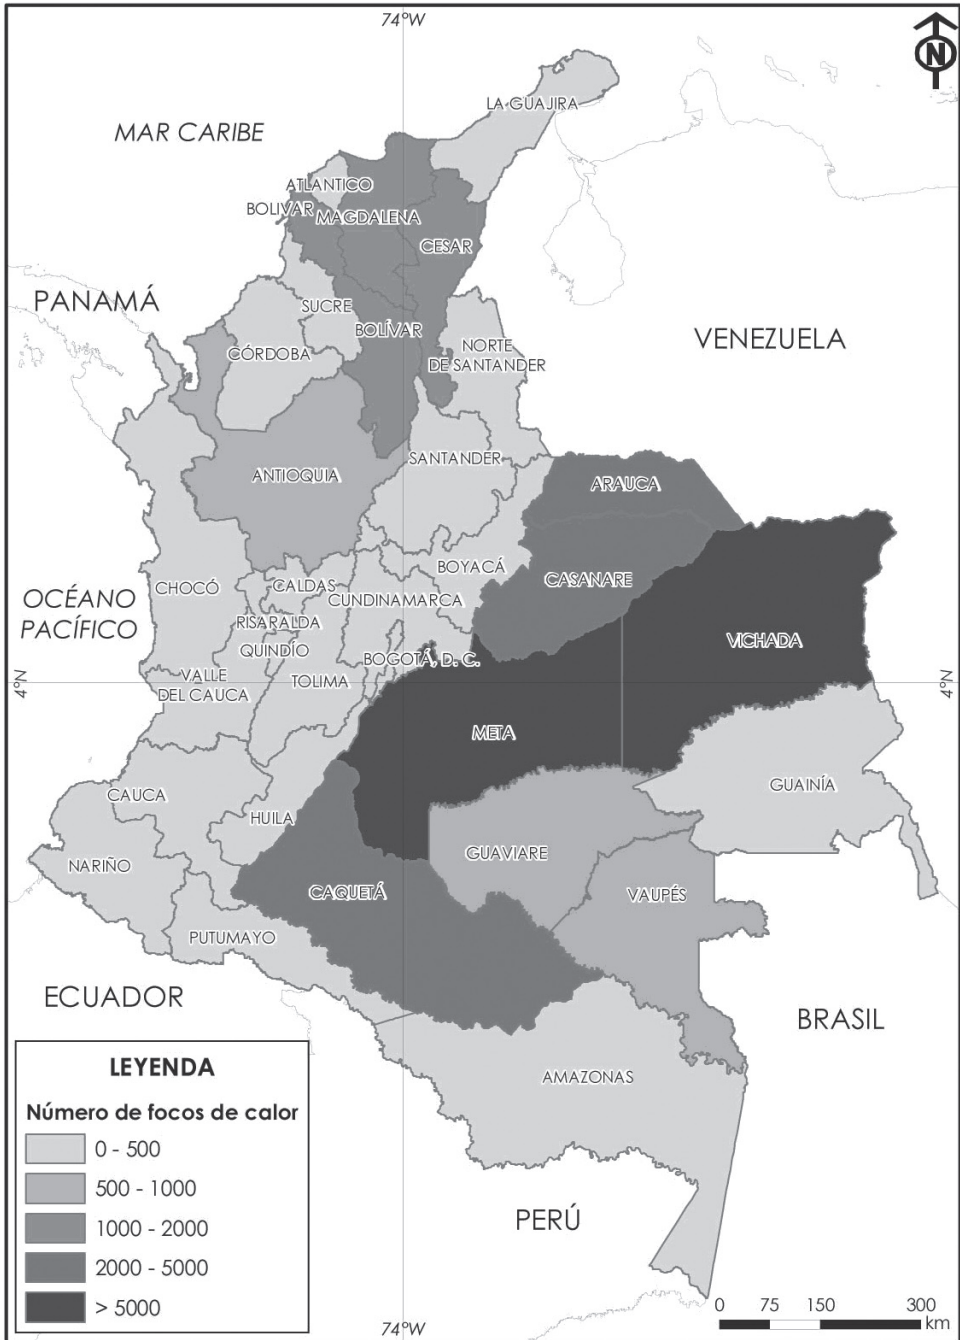 74°W
N
LA GUAJIRA
MAR CARIBE
ATLANTICO
BOLIVAR
MAGDALENA
CESAR
PANAMÁ
SUCRE
BOLÍVAR
VENEZUELA
CÓRDOBA
NORTE
DE SANTANDER
SANTANDER
ANTIOQUIA
ARAUCA
BOYACÁ
CASANARE
CHOCÓ
CALDAS
CUNDINAMARCA
OCÉANO
PACÍFICO
RISARALDA
QUINDÍO
BOGOTÁ, D. C.
VICHADA
4°N
VALLE
DEL CAUCA
TOLIMA
4°N
META
GUAINÍA
CAUCA
HUILA
GUAVIARE
NARIÑO
CAQUETÁ
VAUPÉS
PUTUMAYO
ECUADOR
BRASIL
AMAZONAS
PERÚ
LEYENDA
Número de focos de calor
0 - 500
500 - 1000
1000 - 2000
2000 - 5000
> 5000
0 75 150 300
km
74°W